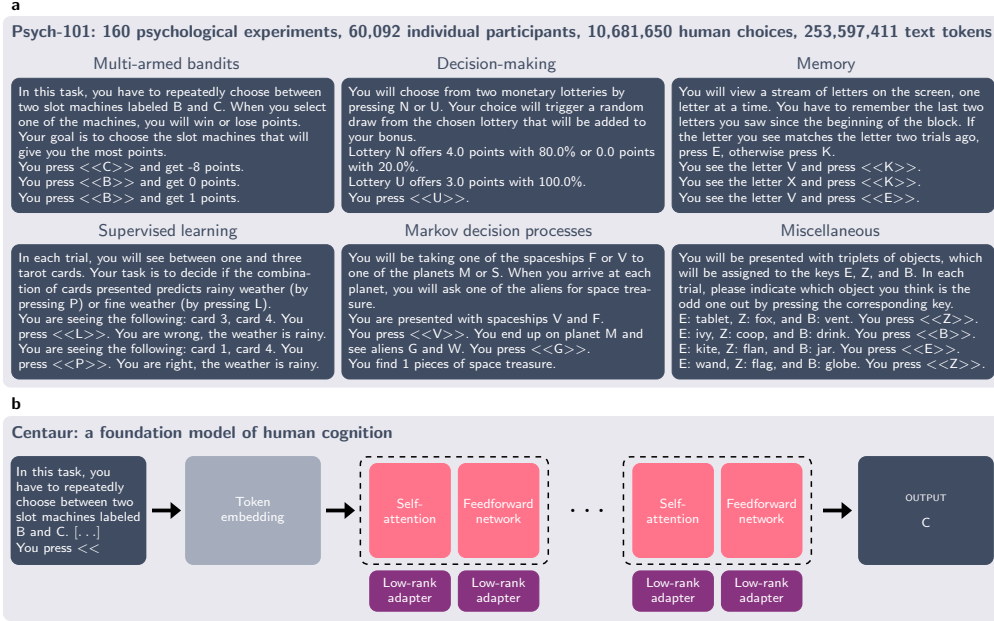 a
Psych-101: 160 psychological experiments, 60,092 individual participants, 10,681,650 human choices, 253,597,411 text tokens
Multi-armed bandits
In this task, you have to repeatedly choose between
two slot machines labeled B and C. When you select
one of the machines, you will win or lose points.
Your goal is to choose the slot machines that will
give you the most points.
You press <<C>> and get -8 points.
You press <<B>> and get 0 points.
You press <<B>> and get 1 points.
Decision-making
You will choose from two monetary lotteries by
pressing N or U. Your choice will trigger a random
draw from the chosen lottery that will be added to
your bonus.
Lottery N offers 4.0 points with 80.0% or 0.0 points
with 20.0%.
Lottery U offers 3.0 points with 100.0%.
You press <<U>>.
Memory
You will view a stream of letters on the screen, one
letter at a time. You have to remember the last two
letters you saw since the beginning of the block. If
the letter you see matches the letter two trials ago,
press E, otherwise press K.
You see the letter V and press <<K>>.
You see the letter X and press <<K>>.
You see the letter V and press <<E>>.
Supervised learning
In each trial, you will see between one and three
tarot cards. Your task is to decide if the combina-
tion of cards presented predicts rainy weather (by
pressing P) or fine weather (by pressing L).
You are seeing the following: card 3, card 4. You
press <<L>>. You are wrong, the weather is rainy.
You are seeing the following: card 1, card 4. You
press <<P>>. You are right, the weather is rainy.
Markov decision processes
You will be taking one of the spaceships F or V to
one of the planets M or S. When you arrive at each
planet, you will ask one of the aliens for space trea-
sure.
You are presented with spaceships V and F.
You press <<V>>. You end up on planet M and
see aliens G and W. You press <<G>>.
You find 1 pieces of space treasure.
Miscellaneous
You will be presented with triplets of objects, which
will be assigned to the keys E, Z, and B. In each
trial, please indicate which object you think is the
odd one out by pressing the corresponding key.
E: tablet, Z: fox, and B: vent. You press <<Z>>.
E: ivy, Z: coop, and B: drink. You press <<B>>.
E: kite, Z: flan, and B: jar. You press <<E>>.
E: wand, Z: flag, and B: globe. You press <<Z>>.
b
Centaur: a foundation model of human cognition
In this task, you
have to repeatedly
choose between two
slot machines labeled
B and C. [...]
You press <<
Token
embedding
Self-
attention
Feedforward
network
Low-rank
adapter
Low-rank
adapter
. . .
Self-
attention
Feedforward
network
Low-rank
adapter
Low-rank
adapter
OUTPUT
C